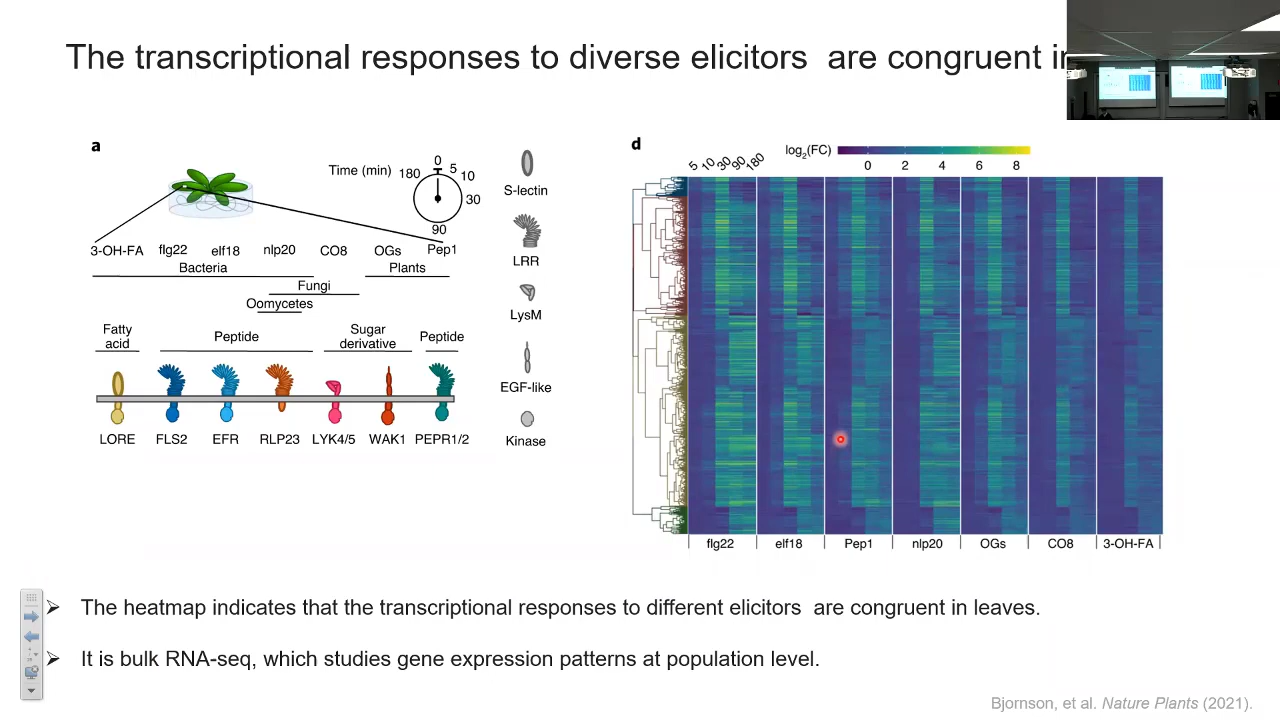 The transcriptional responses to diverse elicitors are congruent in
a
Time (min)
0
5
10
30
90
180
3-OH-FA flg22 elf18 nlp20 CO8 OGs Pep1
Bacteria Plants
Fungi
Oomycetes
Fatty
acid
Peptide
Sugar
derivative
Peptide
LORE FLS2 EFR RLP23 LYK4/5 WAK1 PEPR1/2
S-lectin
LRR
LysM
EGF-like
Kinase
d
log2(FC)
0 2 4 6 8
5 10 30 90 180
flg22 elf18 Pep1 nlp20 OGs CO8 3-OH-FA
The heatmap indicates that the transcriptional responses to different elicitors are congruent in leaves.
It is bulk RNA-seq, which studies gene expression patterns at population level.
Bjornson, et al. Nature Plants (2021).